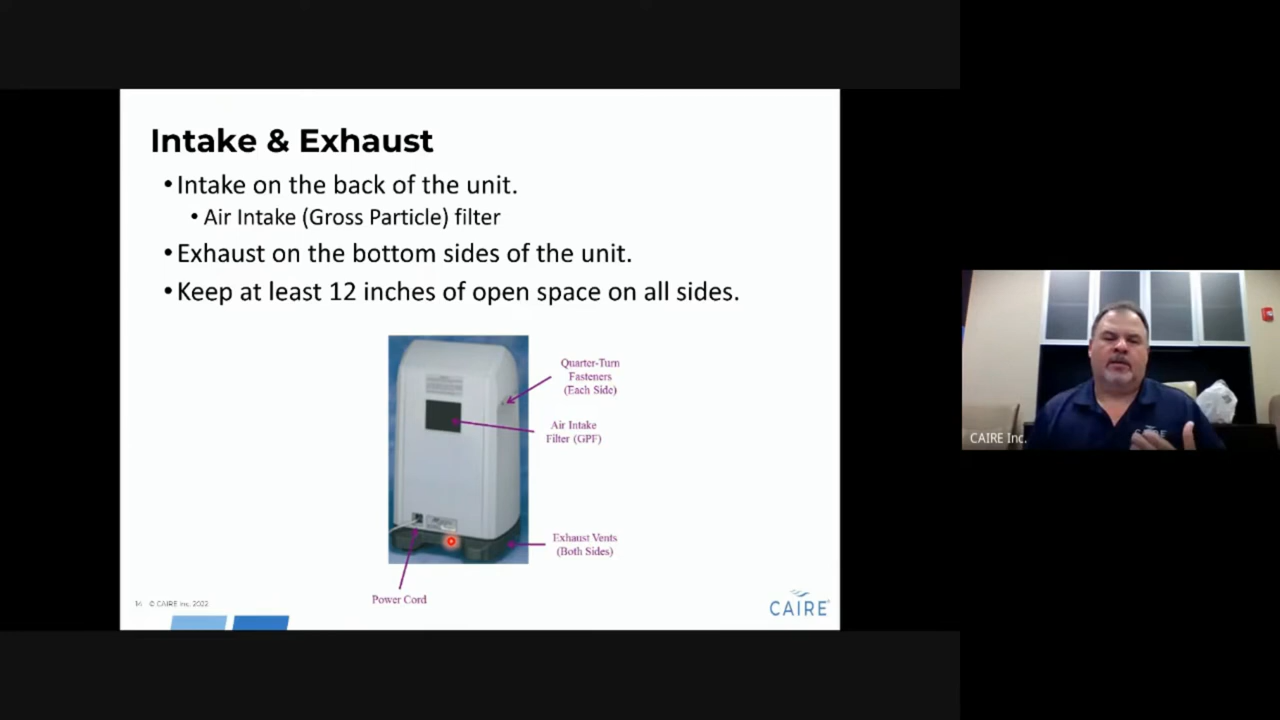 Intake & Exhaust
•Intake on the back of the unit.
• Air Intake (Gross Particle) filter
•Exhaust on the bottom sides of the unit.
•Keep at least 12 inches of open space on all sides.
Quarter-Turn
Fasteners
(Each Side)
Air Intake
Filter (GPF)
Exhaust Vents
(Both Sides)
Power Cord
14 © CAIRE Inc. 2022
CAIRE
CAIRE
CAIRE Inc.